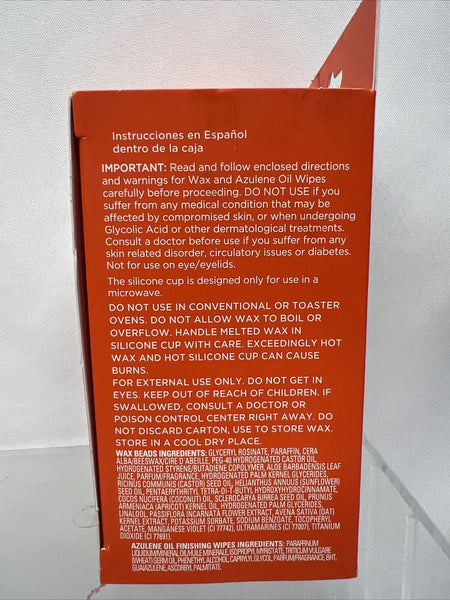 Instrucciones en Español
dentro de la caja
IMPORTANT: Read and follow enclosed directions
and warnings for Wax and Azulene Oil Wipes
carefully before proceeding. DO NOT USE if you
suffer from any medical condition that may be
affected by compromised skin, or when undergoing
Glycolic Acid or other dermatological treatments.
Consult a doctor before use if you suffer from any
skin related disorder, circulatory issues or diabetes.
Not for use on eye/eyelids.
The silicone cup is designed only for use in a
microwave.
DO NOT USE IN CONVENTIONAL OR TOASTER
OVENS. DO NOT ALLOW WAX TO BOIL OR
OVERFLOW. HANDLE MELTED WAX IN
SILICONE CUP WITH CARE. EXCEEDINGLY HOT
WAX AND HOT SILICONE CUP CAN CAUSE
BURNS.
FOR EXTERNAL USE ONLY. DO NOT GET IN
EYES. KEEP OUT OF REACH OF CHILDREN. IF
SWALLOWED, CONSULT A DOCTOR OR
POISON CONTROL CENTER RIGHT AWAY. DO
NOT DISCARD CARTON, USE TO STORE WAX.
STORE IN A COOL DRY PLACE.
WAX BEADS INGREDIENTS: GLYCERYL ROSINATE, PARAFFIN, CERA
ALBA/BEESWAX/CIRE D'ABEILLE, PEG-40 HYDROGENATED CASTOR OIL,
HYDROGENATED STYRENE/BUTADIENE COPOLYMER, ALOE BARBADENSIS LEAF
JUICE, PARFUM/FRAGRANCE, HYDROGENATED PALM KERNEL GLYCERIDES,
RICINUS COMMUNIS (CASTOR) SEED OIL, HELIANTHUS ANNIUUS (SUNFLOWER)
SEED OIL, PENTAERYTHRITYL TETRA-DI-T-BUTYL HYDROXYHYDROCINNAMATE,
COCOS NUCIFERA (COCONUT) OIL, SCLEROCARYA BIRREA SEED OIL, PRUNUS
ARMENIACA (APRICOT) KERNEL OIL, HYDROGENATED PALM GLYCERIDES,
LINALOOL, PASSIFLORA INCARNATA FLOWER EXTRACT, AVENA SATIVA (OAT)
KERNEL EXTRACT, POTASSIUM SORBATE, SODIUM BENZOATE, TOCOPHERYL
ACETATE, MANGANESE VIOLET (CI 77742), ULTRAMARINES (CI 77007), TITANIUM
DIOXIDE (CI 77891).
AZULENE OIL FINISHING WIPES INGREDIENTS: PARAFFINUM
LIQUIDUM/MINERAL OIL/HUILE MINERALE, ISOPROPYL MYRISTATE, TRITICUM VULGARE
(WHEAT) GERM OIL, PHENETHYL ALCOHOL, CAPRYLYL GLYCOL, PARFUM/FRAGRANCE, BHT,
GUAIAZULENE, ASCORBYL PALMITATE.